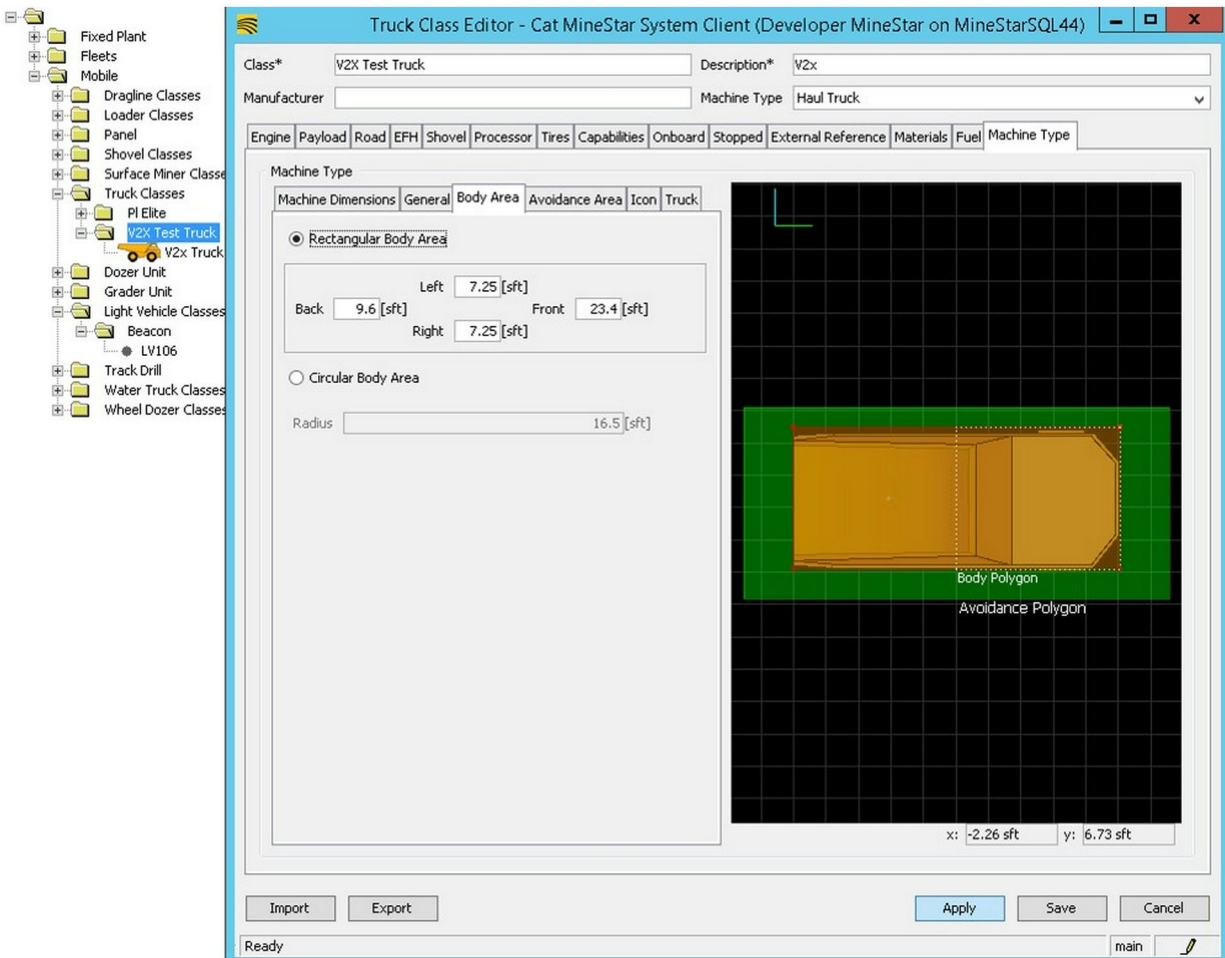 Fixed Plant
Fleets
Mobile
Dragline Classes
Loader Classes
Panel
Shovel Classes
Surface Miner Classe
Truck Classes
Pl Elite
V2X Test Truck
V2x Truck
Dozer Unit
Grader Unit
Light Vehicle Classes
Beacon
LV106
Track Drill
Water Truck Classes
Wheel Dozer Classes
Truck Class Editor - Cat MineStar System Client (Developer MineStar on MineStarSQL44)
Class* V2X Test Truck Description* V2x
Manufacturer Machine Type Haul Truck
Engine Payload Road EFH Shovel Processor Tires Capabilities Onboard Stopped External Reference Materials Fuel Machine Type
Machine Type
Machine Dimensions General Body Area Avoidance Area Icon Truck
Rectangular Body Area
Left 7.25 [sft]
Back 9.6 [sft] Front 23.4 [sft]
Right 7.25 [sft]
Circular Body Area
Radius 16.5 [sft]
Body Polygon
Avoidance Polygon
x: -2.26 sft y: 6.73 sft
Import Export Apply Save Cancel
Ready main